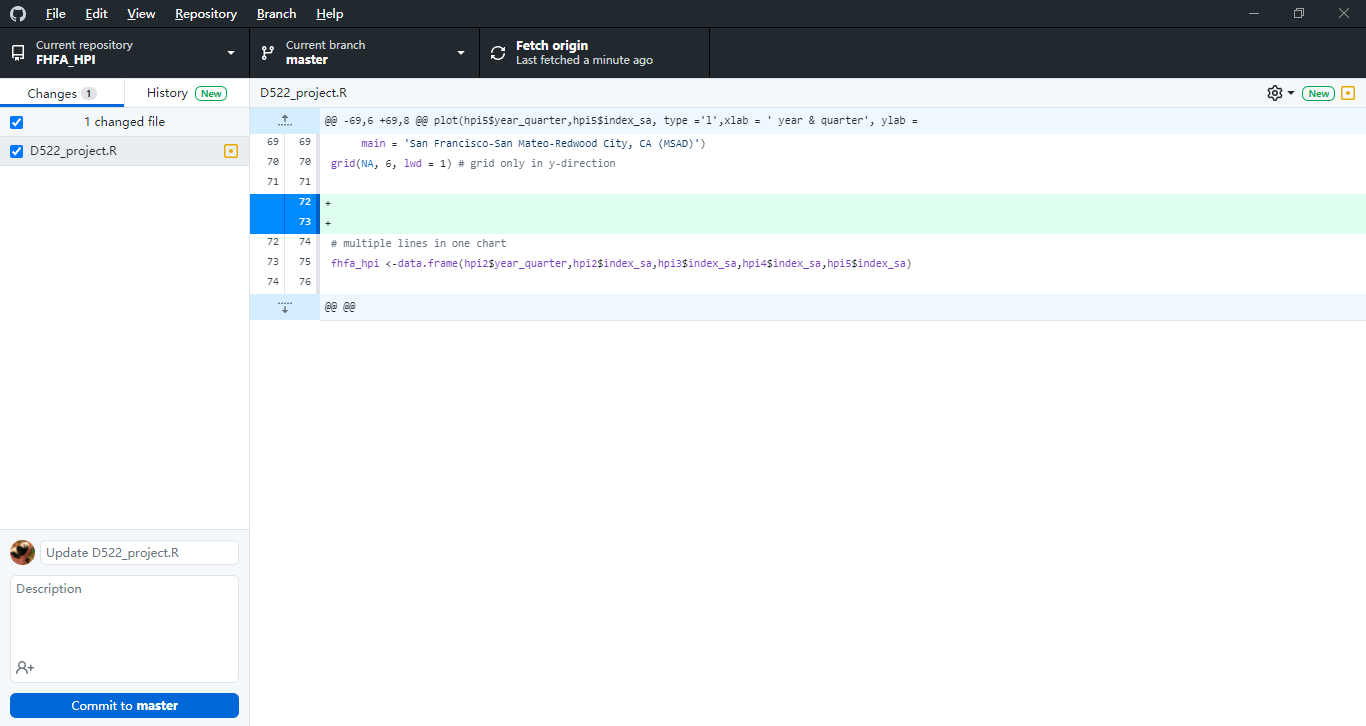 File Edit View Repository Branch Help
Current repository
FHFA_HPI
Current branch
master
Fetch origin
Last fetched a minute ago
Changes 1
History New
D522_project.R
New
1 changed file
D522_project.R
@@ -69,6 +69,8 @@ plot(hpi5$year_quarter,hpi5$index_sa, type ='l',xlab = ' year & quarter', ylab =
69 69 main = 'San Francisco-San Mateo-Redwood City, CA (MSAD)')
70 70 grid(NA, 6, lwd = 1) # grid only in y-direction
71 71
72 +
73 +
72 74 # multiple lines in one chart
73 75 fhfa_hpi <-data.frame(hpi2$year_quarter,hpi2$index_sa,hpi3$index_sa,hpi4$index_sa,hpi5$index_sa)
74 76
@@ @@
Update D522_project.R
Description
Commit to master